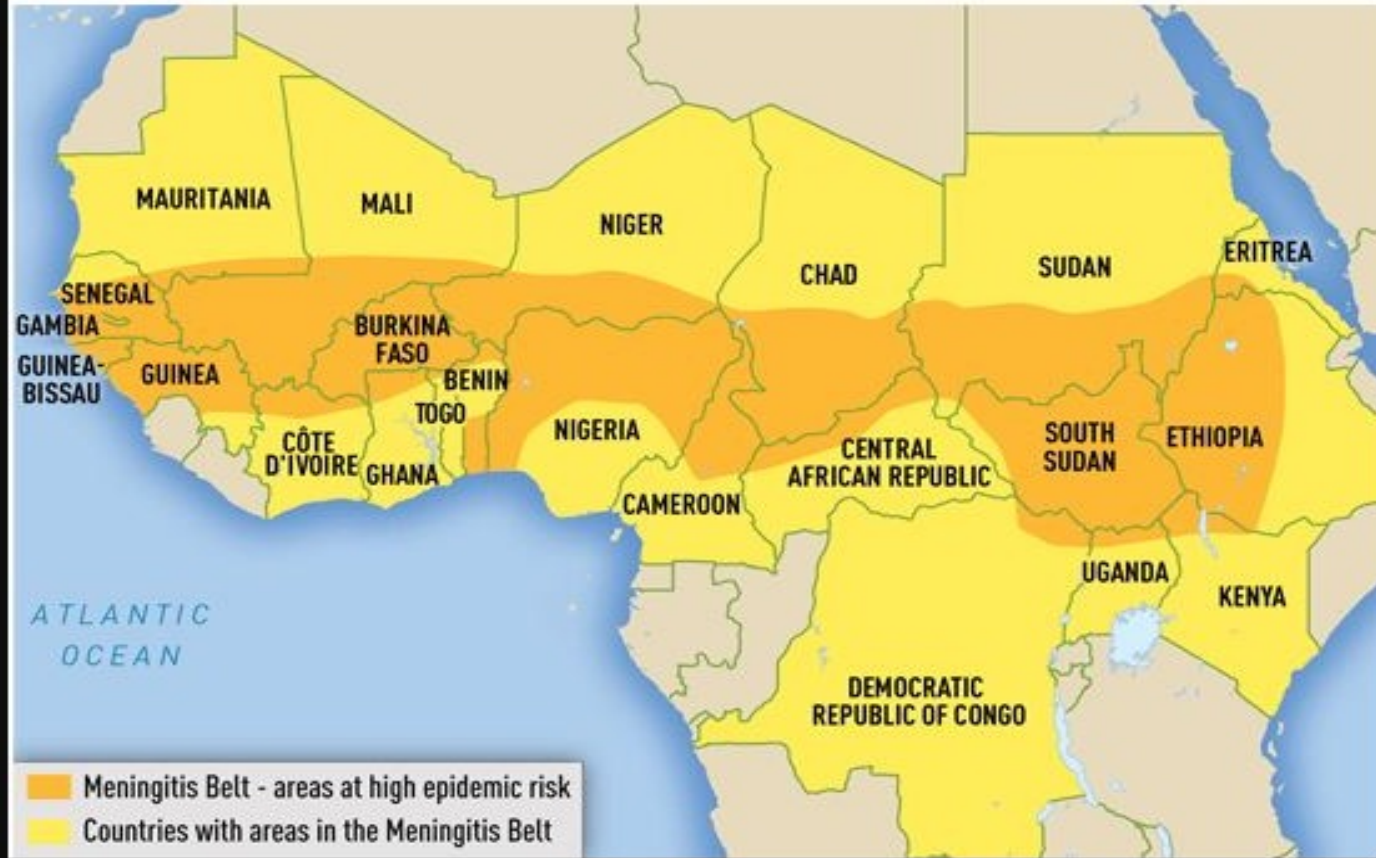 MAURITANIA
MALI
NIGER
CHAD
SUDAN
ERITREA
SENEGAL
GAMBIA
GUINEA-
BISSAU
GUINEA
BURKINA
FASO
BENIN
TOGO
CÔTE
D'IVOIRE
GHANA
NIGERIA
CAMEROON
CENTRAL
AFRICAN REPUBLIC
SOUTH
SUDAN
ETHIOPIA
UGANDA
KENYA
DEMOCRATIC
REPUBLIC OF CONGO
ATLANTIC
OCEAN
Meningitis Belt - areas at high epidemic risk
Countries with areas in the Meningitis Belt